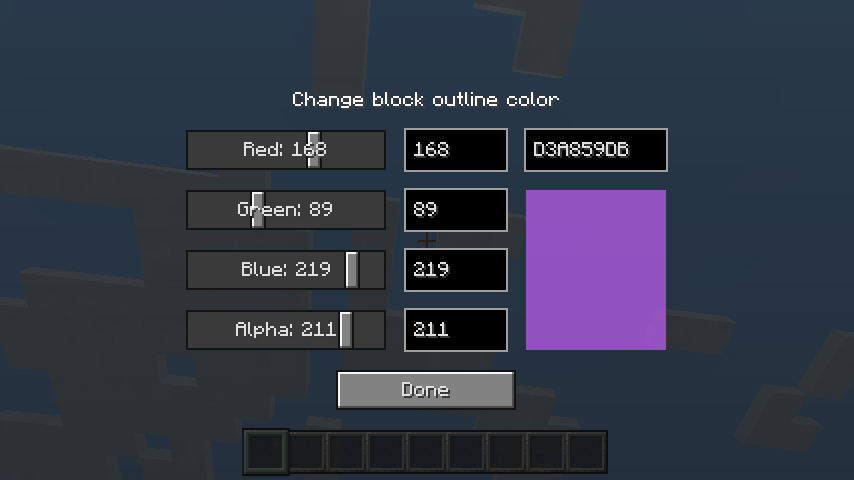 Change block outline color
Red: 168
168
D3A859DB
Green: 89
89
Blue: 219
219
Alpha: 211
211
Done